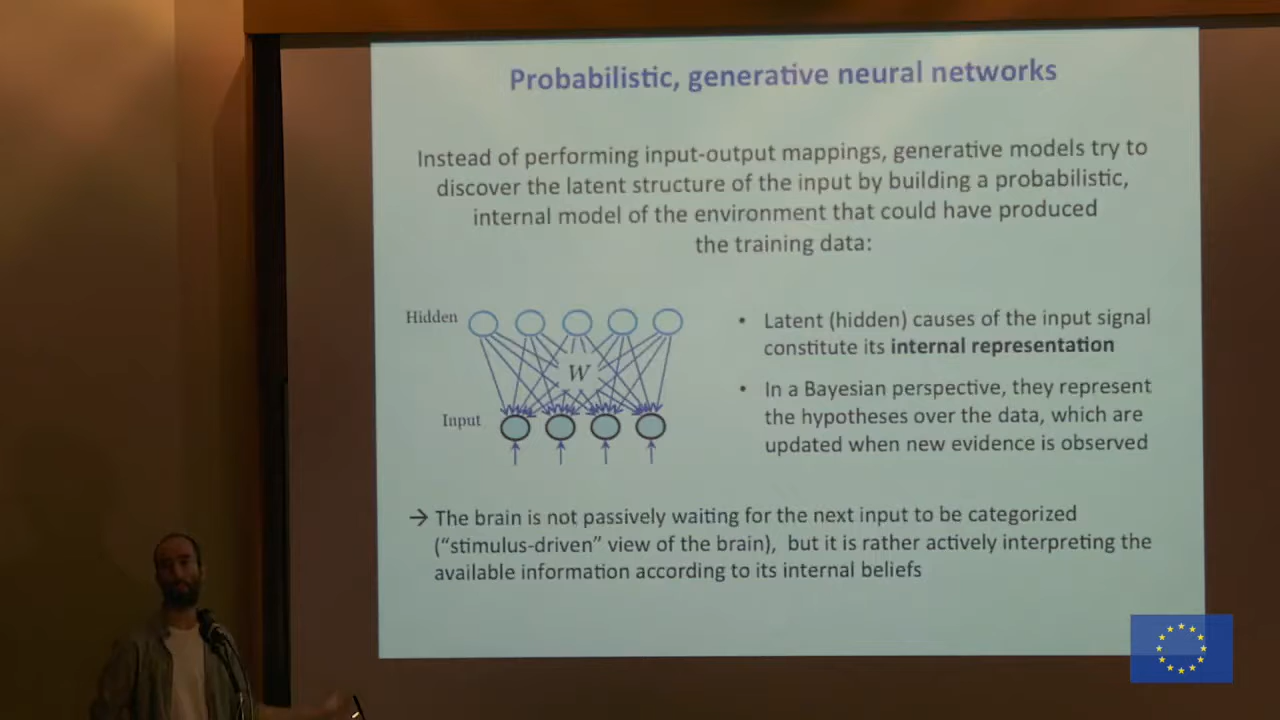 Probabilistic, generative neural networks
Instead of performing input-output mappings, generative models try to
discover the latent structure of the input by building a probabilistic,
internal model of the environment that could have produced
the training data:
Hidden
W
Input
• Latent (hidden) causes of the input signal
constitute its internal representation
• In a Bayesian perspective, they represent
the hypotheses over the data, which are
updated when new evidence is observed
→ The brain is not passively waiting for the next input to be categorized
(“stimulus-driven” view of the brain), but it is rather actively interpreting the
available information according to its internal beliefs